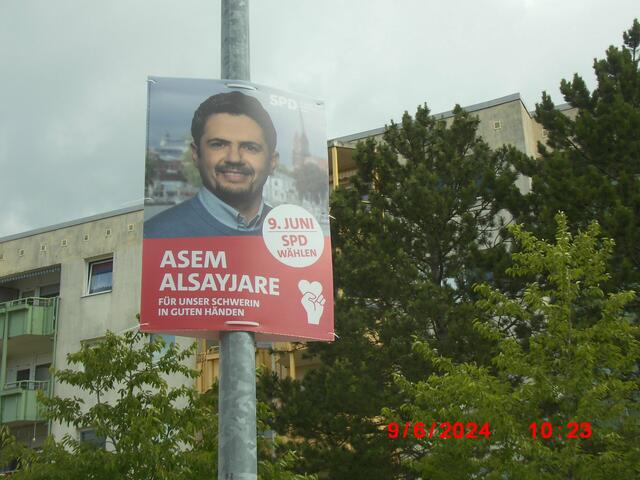 SPD
9. JUNI
SPD
WÄHLEN
ASEM
ALSAYJARE
FÜR UNSER SCHWERIN
IN GUTEN HÄNDEN
9/6/2024 10:23